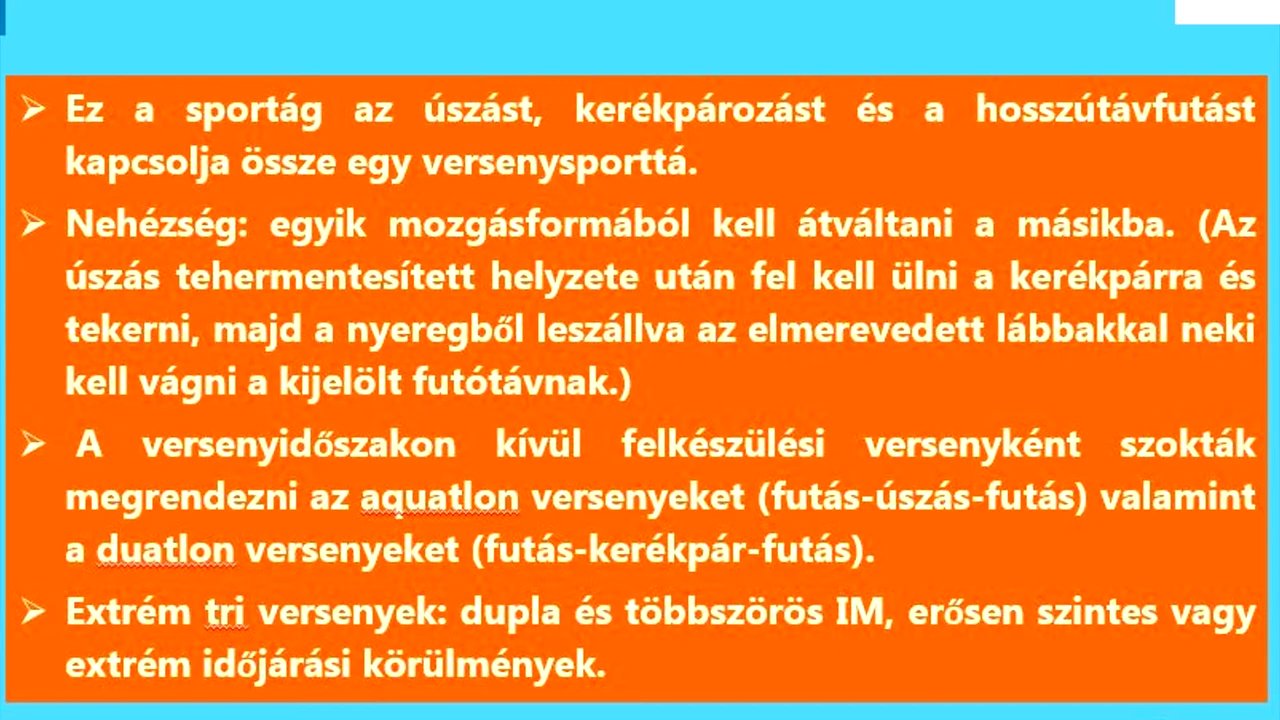 ➢ Ez a sportág az úszást, kerékpározást és a hosszútávfutást
kapcsolja össze egy versenysporttá.
➢ Nehézség: egyik mozgásformából kell átváltani a másikba. (Az
úszás tehermentesített helyzete után fel kell ülni a kerékpárra és
tekerni, majd a nyeregből leszállva az elmerevedett lábbakkal neki
kell vágni a kijelölt futótávnak.)
➢ A versenyidőszakon kívül felkészülési versenyként szokták
megrendezni az aquatlon versenyeket (futás-úszás-futás) valamint
a duatlon versenyeket (futás-kerékpár-futás).
➢ Extrém tri versenyek: dupla és többszörös IM, erősen szintes vagy
extrém időjárási körülmények.